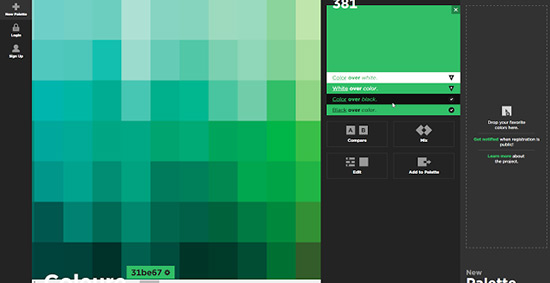 New Palette
Login
Sign Up
Colours
31be67
381
Color over white.
White over color.
Color over black.
Black over color.
A B
Compare
Mix
Edit
Add to Palette
Drop your favorite
colors here.
Get notified when registration is
public!
Learn more about
the project.
New
Palette